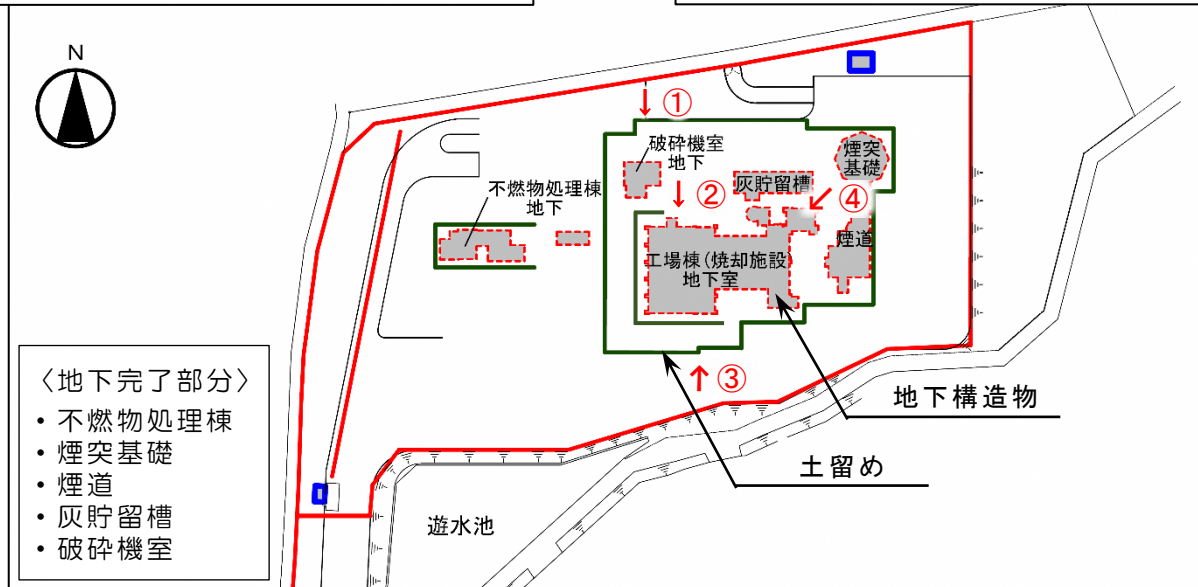 N
①
破砕機室
地下
煙突
基礎
不燃物処理棟
地下
②
灰貯留槽
④
煙道
工場棟(焼却施設)
地下室
③
地下構造物
土留め
遊水池
〈地下完了部分〉
・不燃物処理棟
・煙突基礎
・煙道
・灰貯留槽
・破砕機室